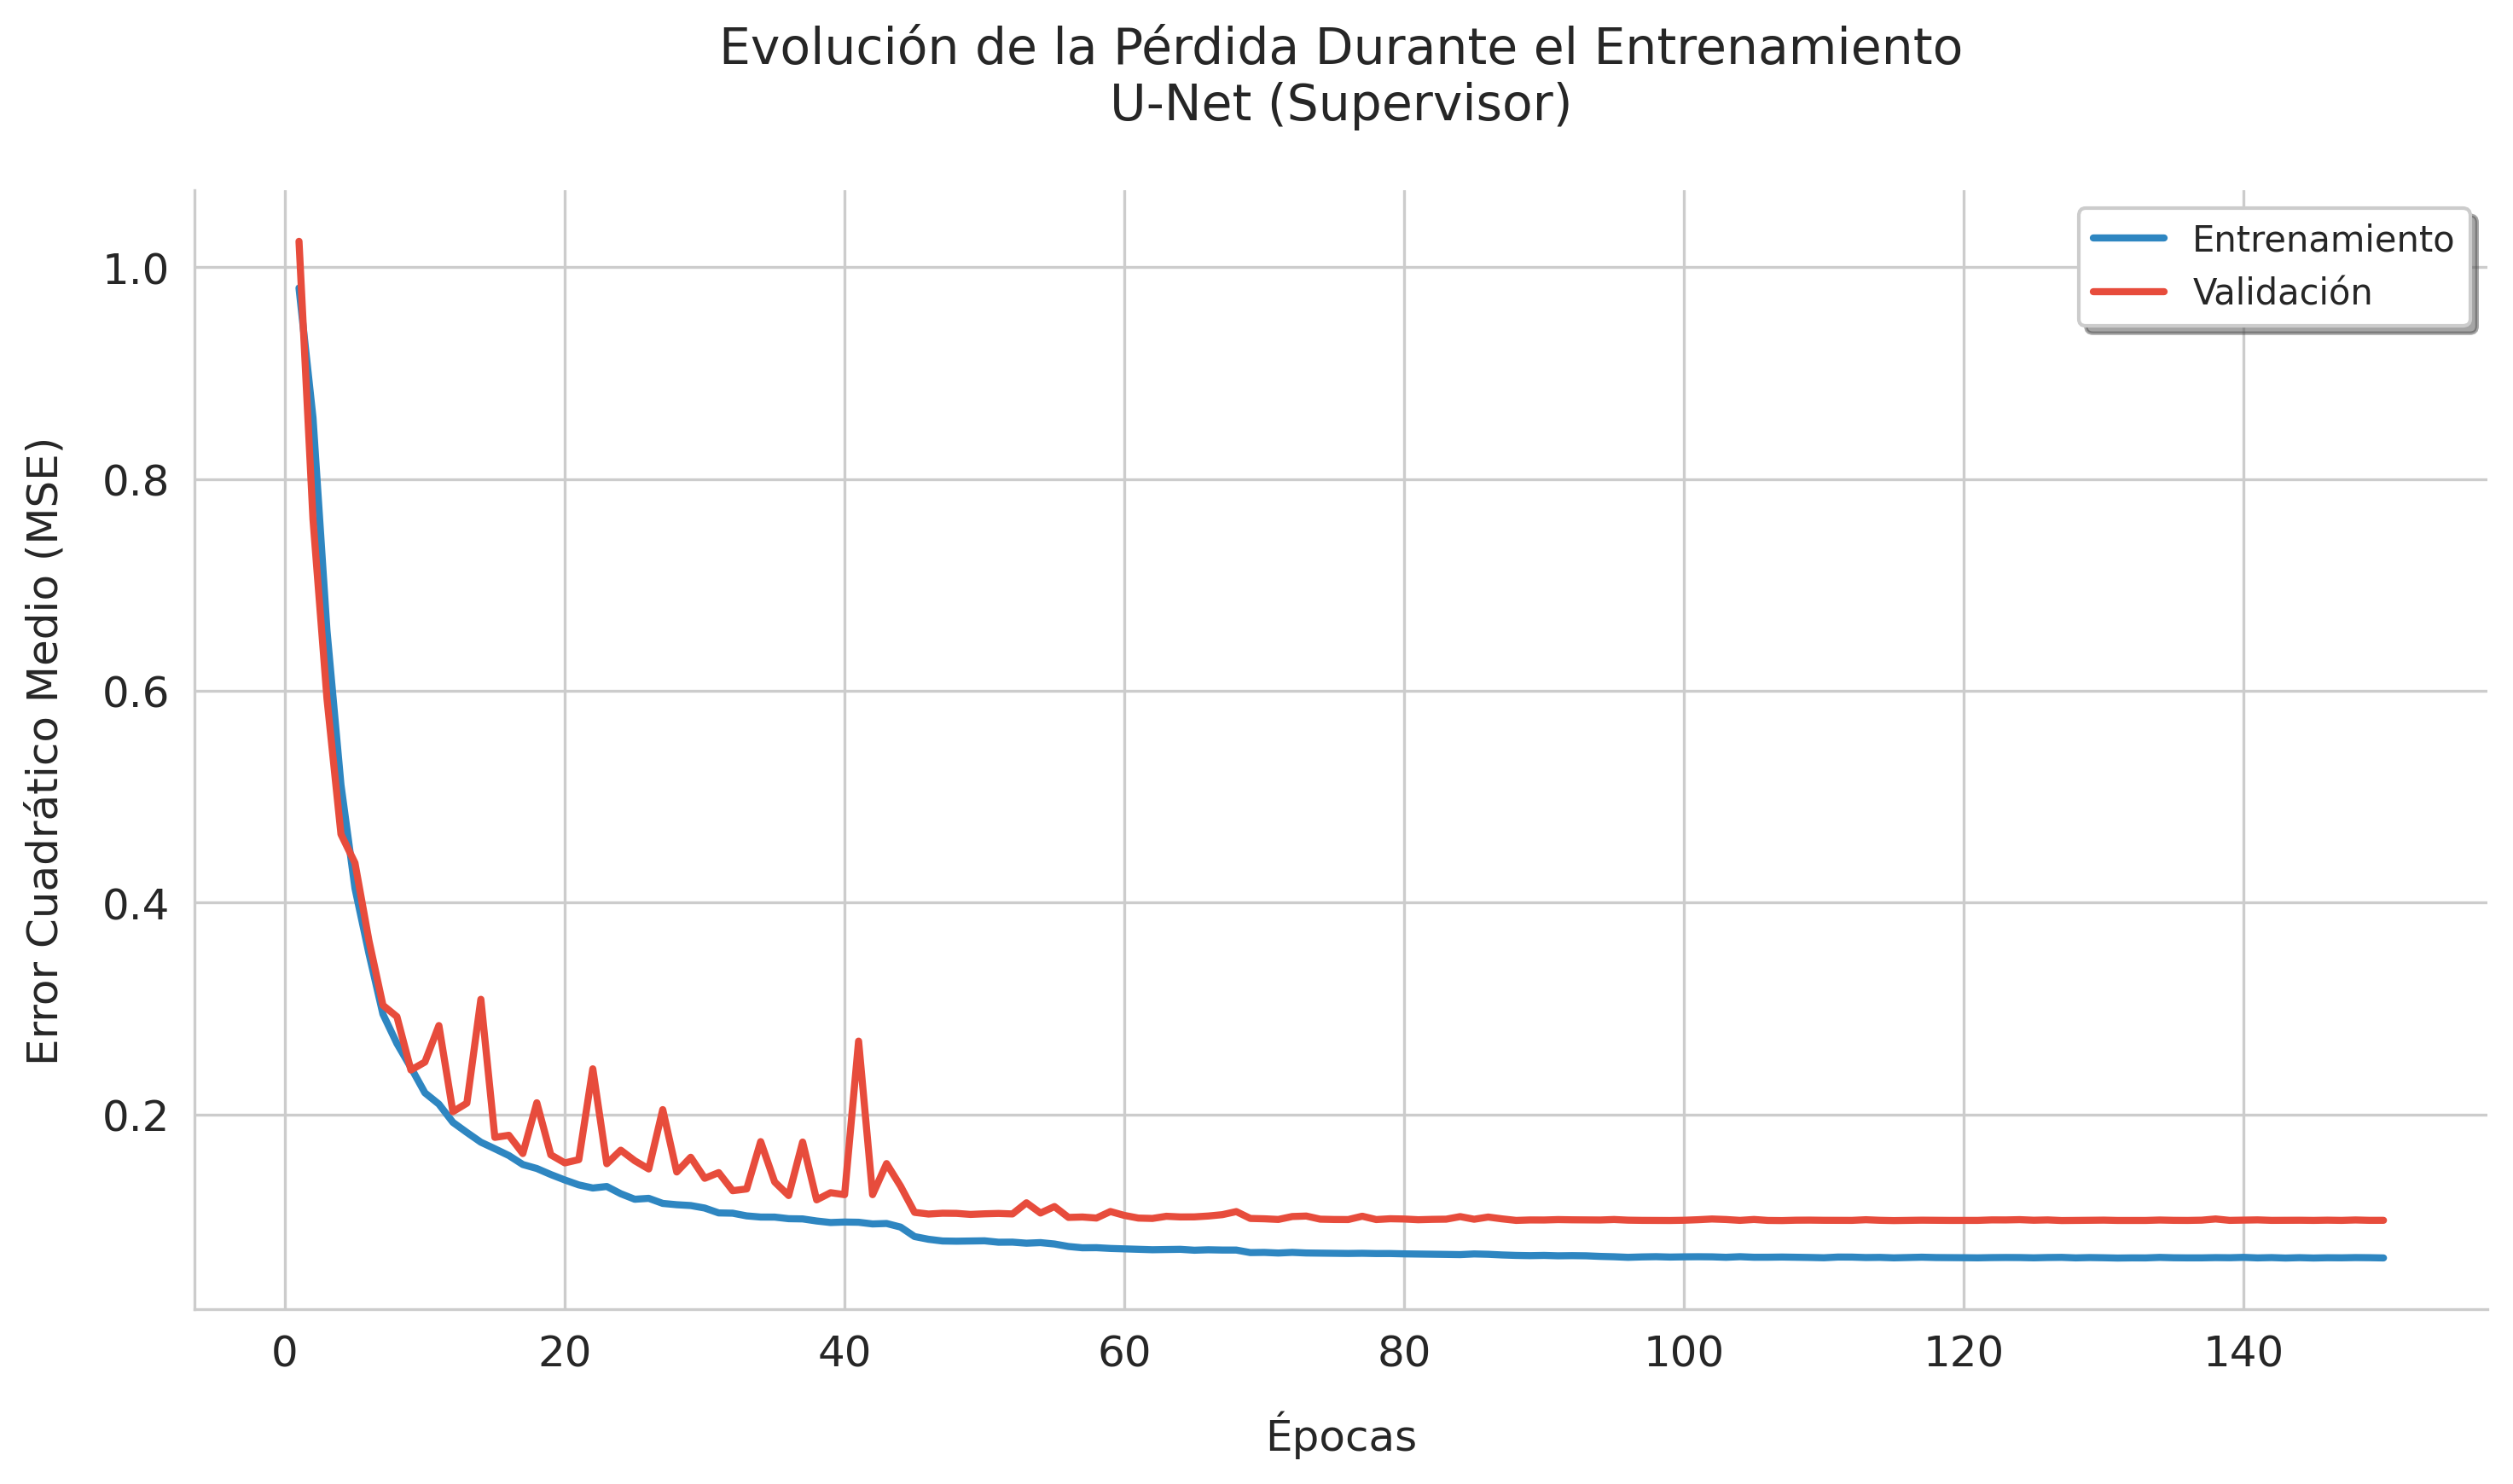 Evolución de la Pérdida Durante el Entrenamiento
U-Net (Supervisor)
Entrenamiento
Validación
Error Cuadrático Medio (MSE)
1.0
0.8
0.6
0.4
0.2
0 20 40 60 80 100 120 140
Épocas